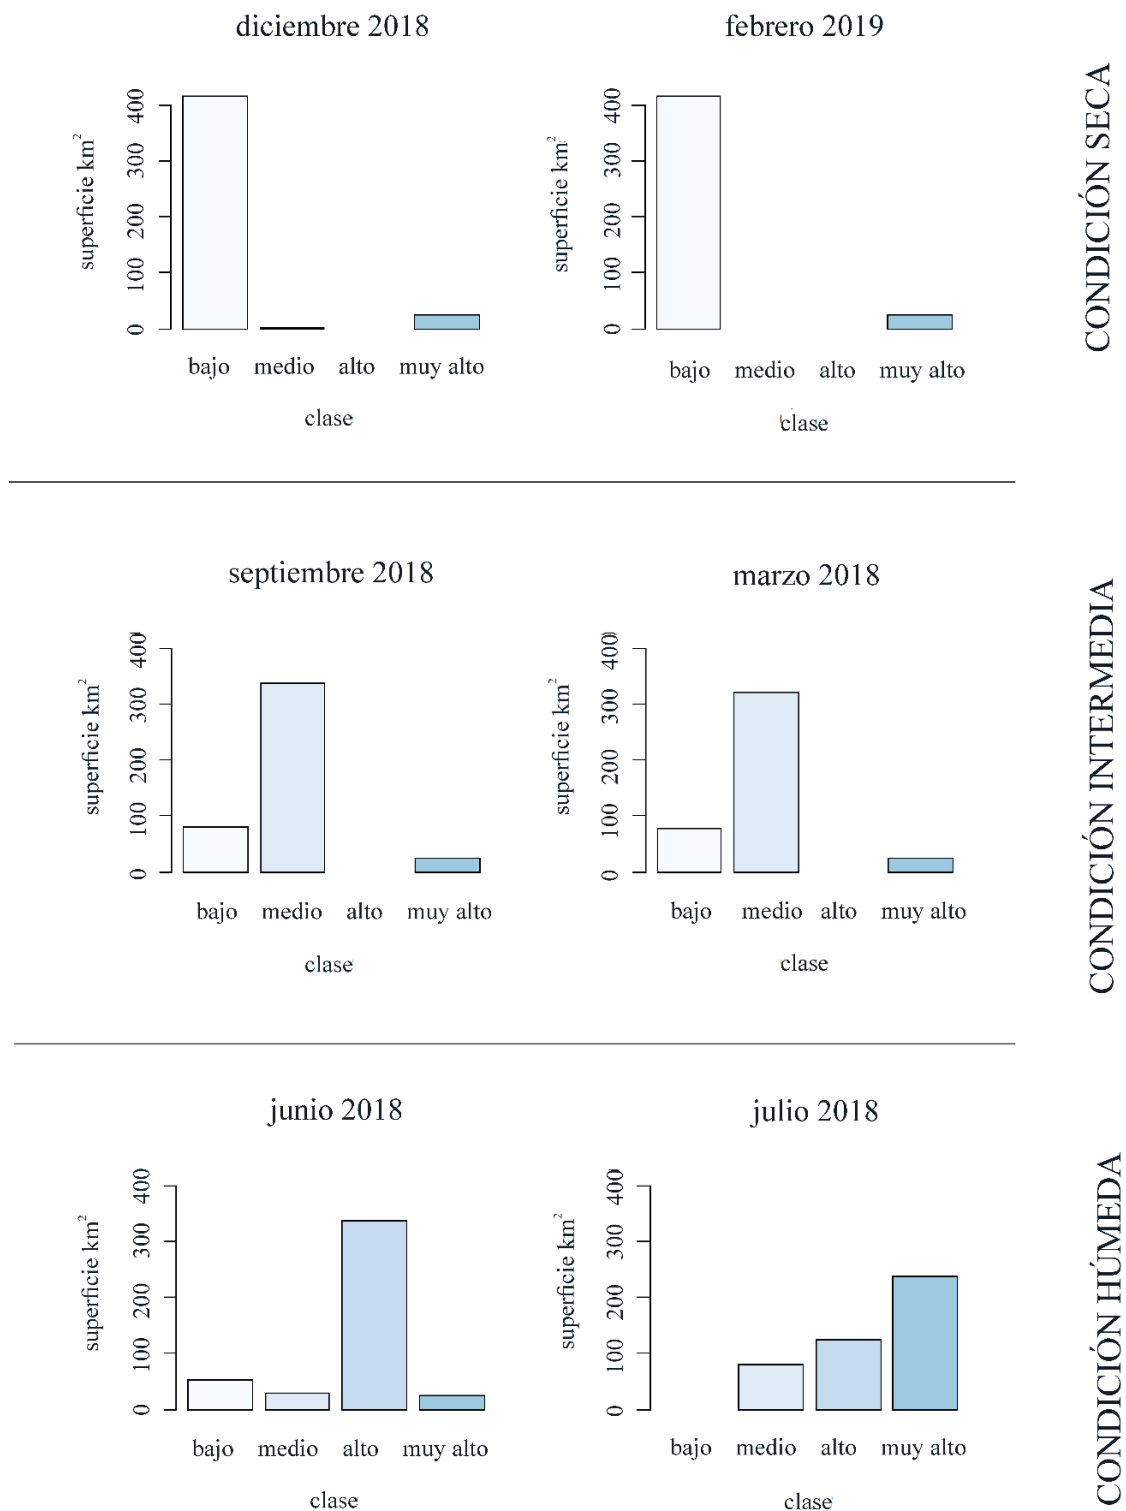 diciembre 2018
superficie km²
400
300
200
100
0
bajo medio alto muy alto
clase
febrero 2019
superficie km²
400
300
200
100
0
bajo medio alto muy alto
clase
CONDICIÓN SECA
septiembre 2018
superficie km²
400
300
200
100
0
bajo medio alto muy alto
clase
marzo 2018
superficie km²
400
300
200
100
0
bajo medio alto muy alto
clase
CONDICIÓN INTERMEDIA
junio 2018
superficie km²
400
300
200
100
0
bajo medio alto muy alto
clase
julio 2018
superficie km²
400
300
200
100
0
bajo medio alto muy alto
clase
CONDICIÓN HÚMEDA